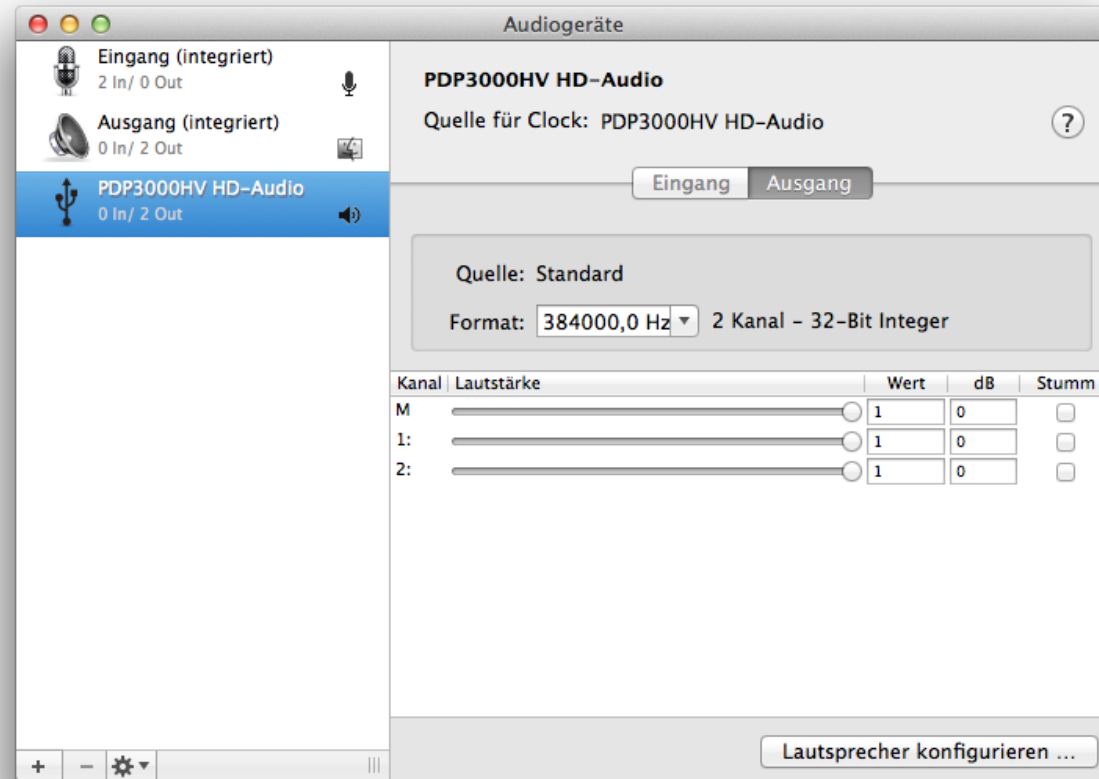 Audiogeräte
Eingang (integriert)
2 In/ 0 Out
Ausgang (integriert)
0 In/ 2 Out
PDP3000HV HD-Audio
0 In/ 2 Out
PDP3000HV HD-Audio
Quelle für Clock: PDP3000HV HD-Audio
?
Eingang Ausgang
Quelle: Standard
Format: 384000,0 Hz 2 Kanal - 32-Bit Integer
Kanal Lautstärke Wert dB Stumm
M 1 0
1: 1 0
2: 1 0
+ −
Lautsprecher konfigurieren ...